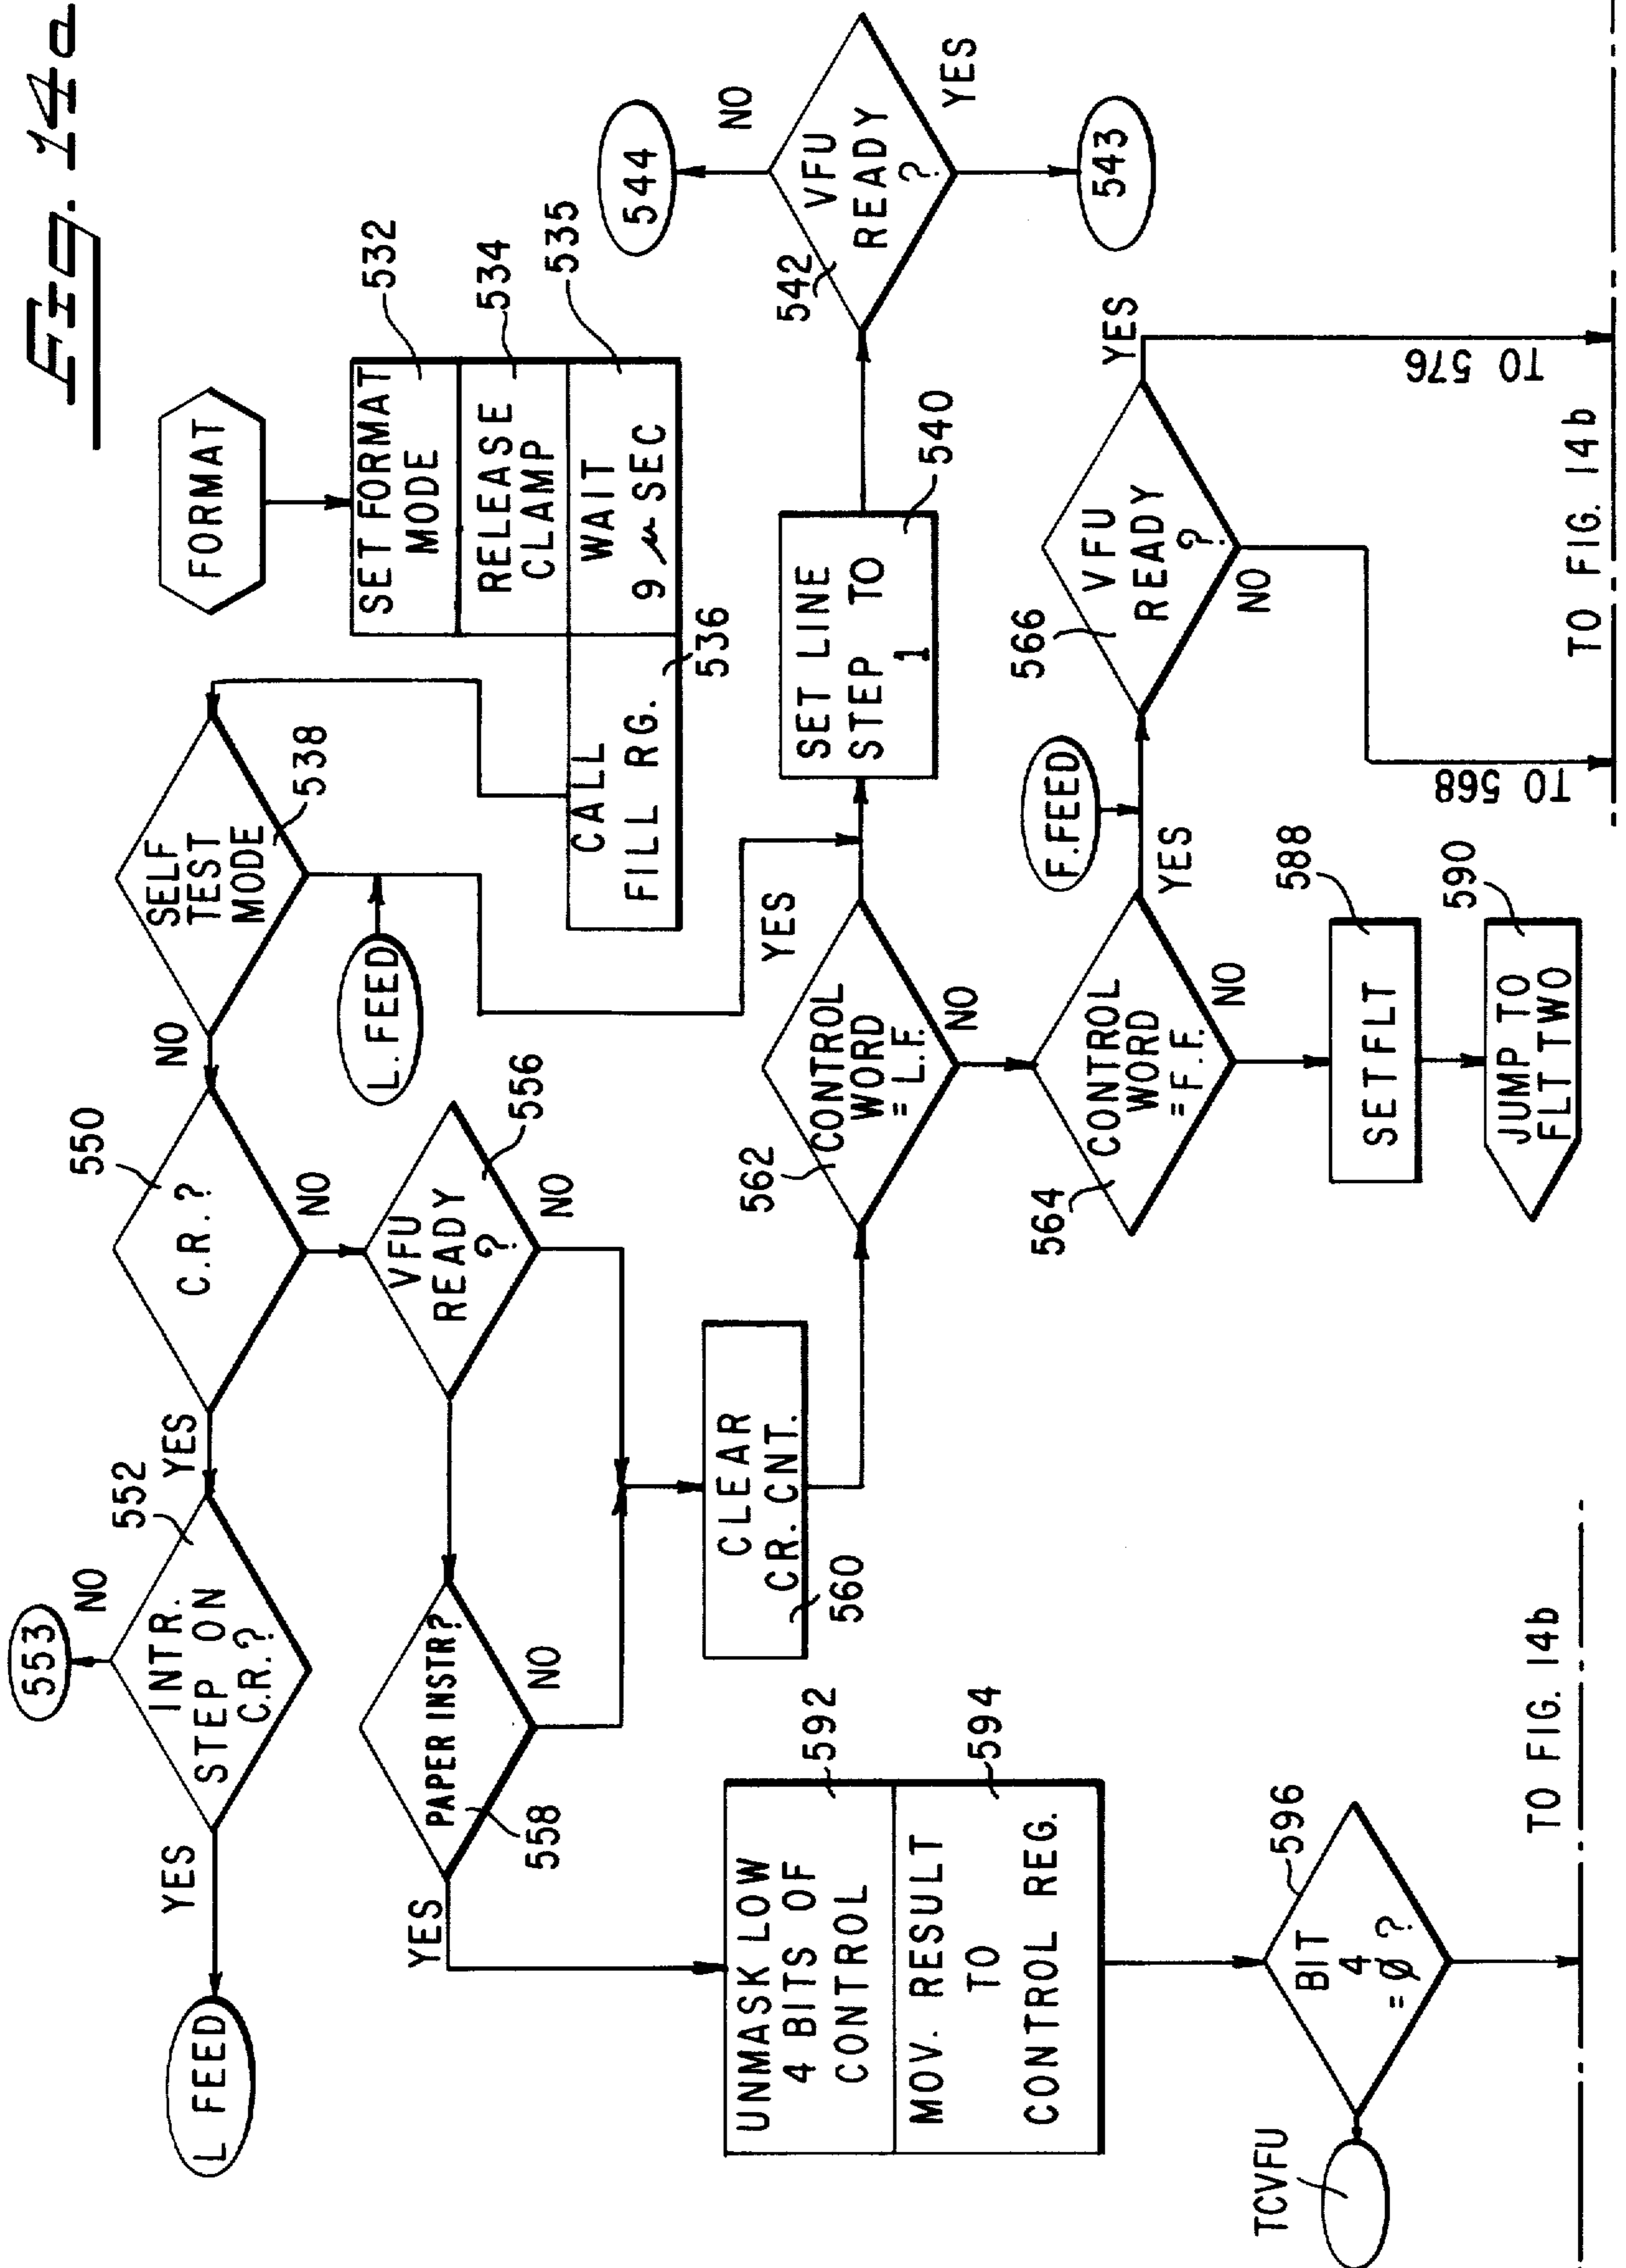 Fig. 14a
FORMAT
SET FORMAT
MODE
532
RELEASE
CLAMP
534
WAIT
9 μ SEC
535
CALL
FILL RG.
536
SELF
TEST
MODE
538
NO
L. FEED
C.R.?
550
YES
NO
INTR.
STEP ON
C.R.?
552
NO
553
YES
L FEED
VFU
READY
?
556
NO
PAPER INSTR?
558
NO
YES
CLEAR
CR. CNT.
560
CONTROL
WORD
= L.F.
562
YES
NO
SET LINE
STEP TO
1
540
VFU
READY
?
542
NO
544
YES
543
CONTROL
WORD
= F.F.
564
YES
NO
F.FEED
VFU
READY
?
566
YES
TO 576
NO
TO 568
SETFLT
588
JUMP TO
FLT TWO
590
UNMASK LOW
4 BITS OF
CONTROL
592
MOV. RESULT
TO
CONTROL REG.
594
BIT
4
= Ø ?
596
TCVFU
TO FIG. 14b
TO FIG. 14b